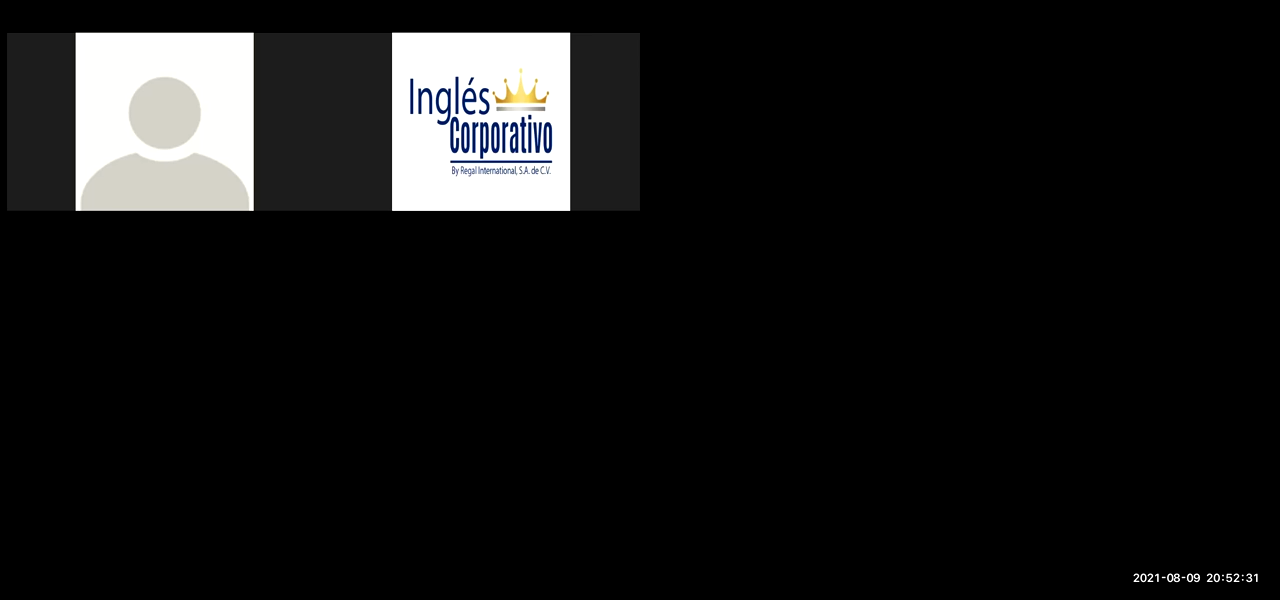 Inglés
Corporativo
By Regal International, S.A. de C.V.
2021-08-09 20:52:31